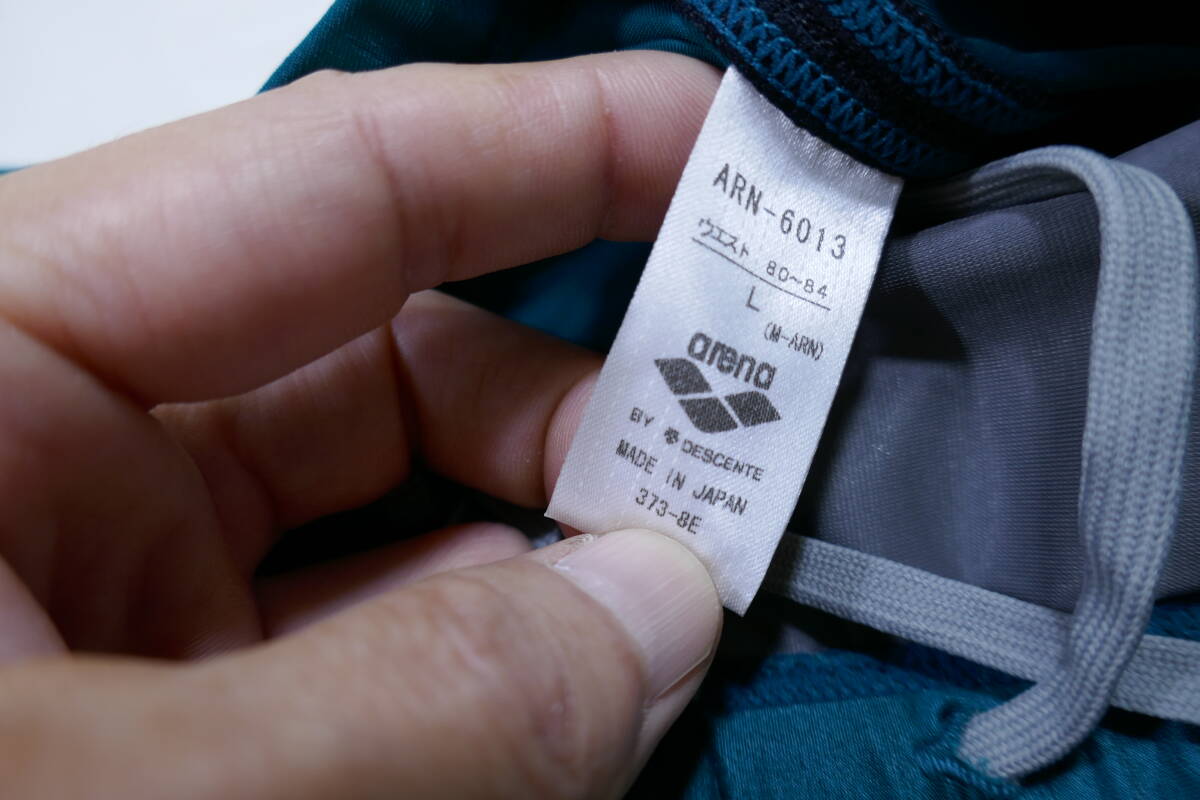 ARN-6013
ウエスト 80~84
L
(M-ARN)
arena
BY DESCENTE
MADE IN JAPAN
373-8E